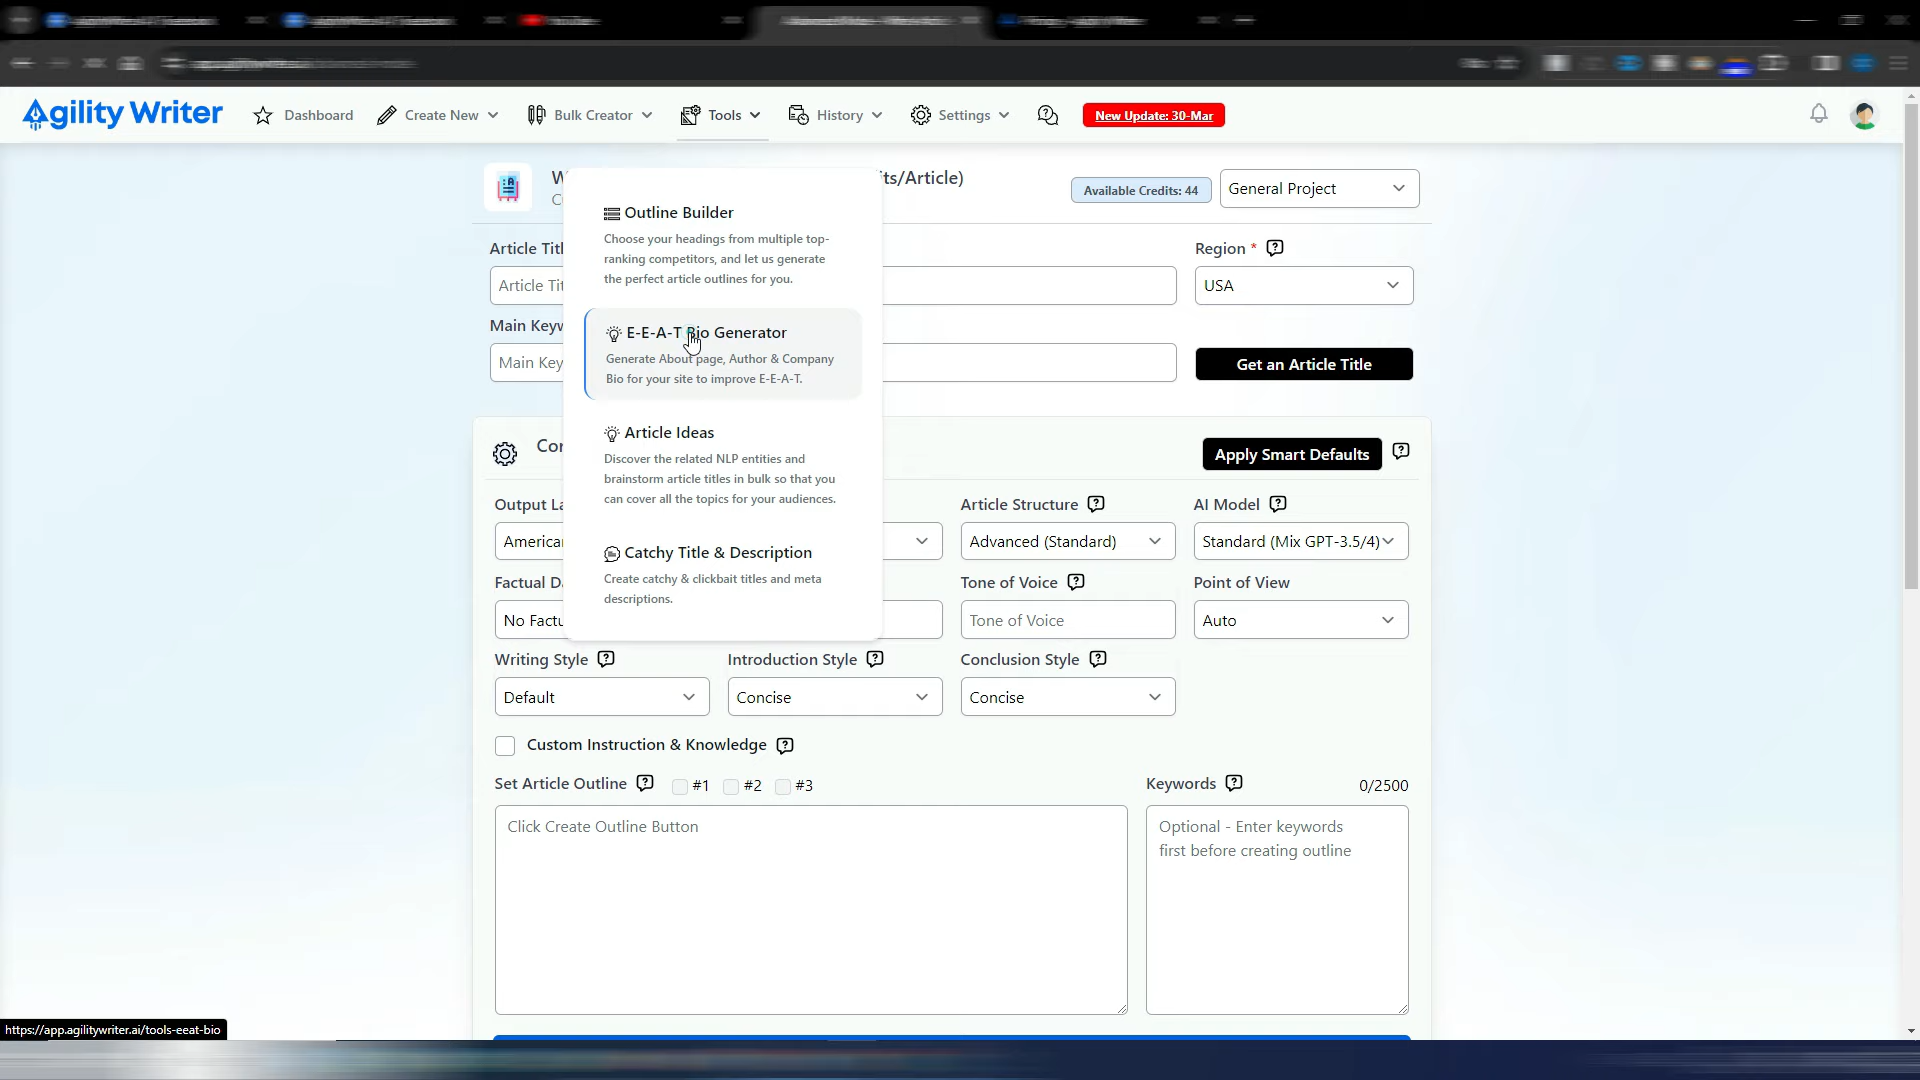 Agility Writer
Dashboard
Create New
Bulk Creator
Tools
History
Settings
New Update: 30-Mar
ts/Article)
Available Credits: 44
General Project
Outline Builder
Choose your headings from multiple top-
ranking competitors, and let us generate
the perfect article outlines for you.
Article Titl
Region *
Article Tit
USA
Main Keyw
E-E-A-T Bio Generator
Generate About page, Author & Company
Bio for your site to improve E-E-A-T.
Main Key
Get an Article Title
Article Ideas
Discover the related NLP entities and
brainstorm article titles in bulk so that you
can cover all the topics for your audiences.
Cor
Apply Smart Defaults
Output La
Article Structure
AI Model
America
Advanced (Standard)
Standard (Mix GPT-3.5/4)
Catchy Title & Description
Create catchy & clickbait titles and meta
descriptions.
Factual D
Tone of Voice
Point of View
No Factu
Tone of Voice
Auto
Writing Style
Introduction Style
Conclusion Style
Default
Concise
Concise
Custom Instruction & Knowledge
Set Article Outline
#1
#2
#3
Keywords
0/2500
Click Create Outline Button
Optional - Enter keywords
first before creating outline
https://app.agilitywriter.ai/tools-eeat-bio